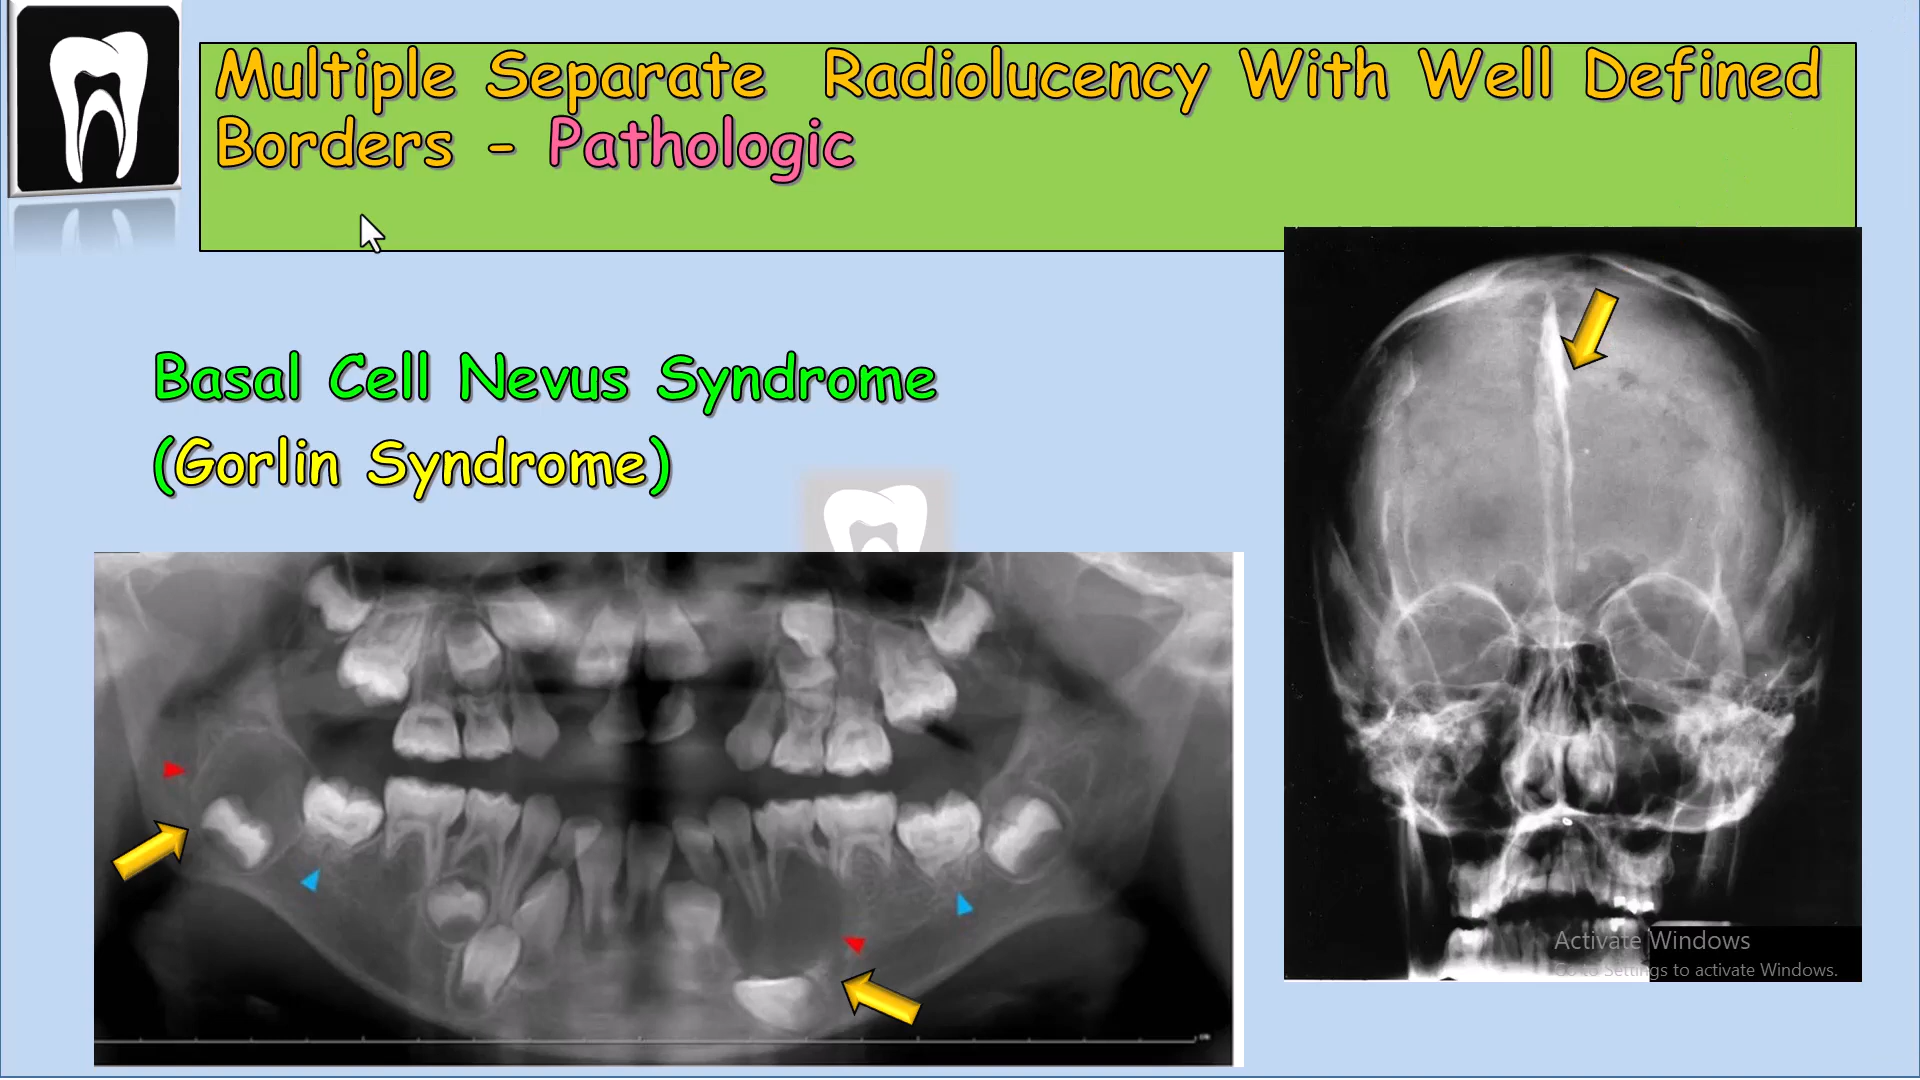 Multiple Separate Radiolucency With Well Defined
Borders - Pathologic
Basal Cell Nevus Syndrome
(Gorlin Syndrome)
Activate Windows
Go to Settings to activate Windows.